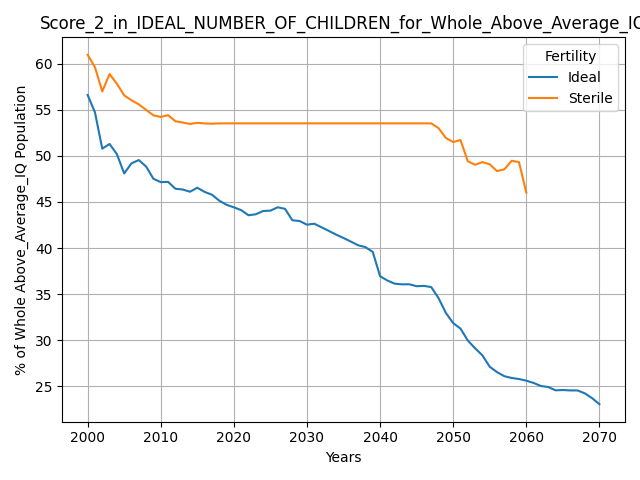 Score_2_in_IDEAL_NUMBER_OF_CHILDREN_for_Whole_Above_Average_IQ
% of Whole Above_Average_IQ Population
60
55
50
45
40
35
30
25
Fertility
Ideal
Sterile
2000 2010 2020 2030 2040 2050 2060 2070
Years